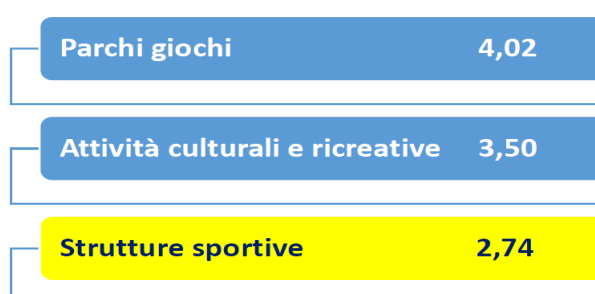 Parchi giochi 4,02
Attività culturali e ricreative 3,50
Strutture sportive 2,74